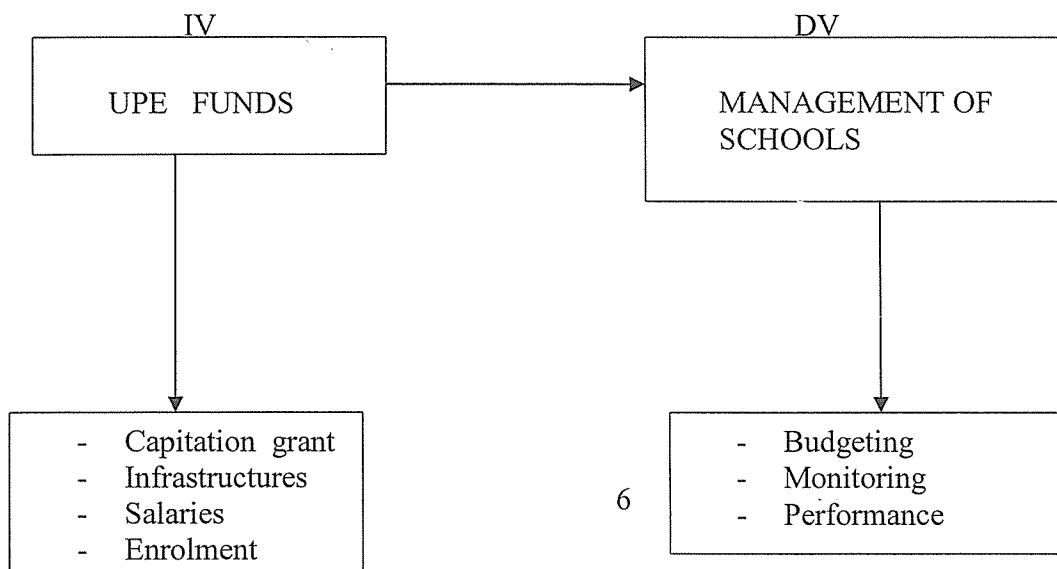 IV
DV
UPE FUNDS
MANAGEMENT OF
SCHOOLS
- Capitation grant
- Infrastructures
- Salaries
- Enrolment
6
- Budgeting
- Monitoring
- Performance